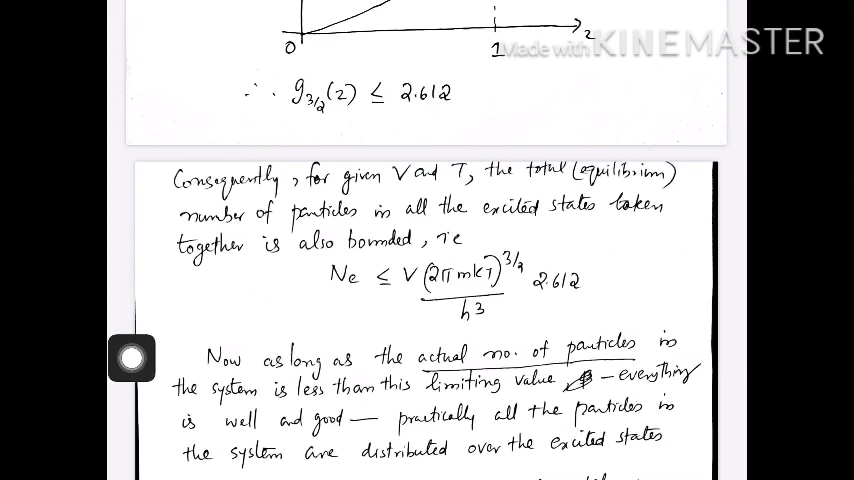 0
1
z
Made with KINEMASTER
∴ g3/2(z) ≤ 2.612
Consequently, for given V and T, the total (equilibrium)
number of particles in all the excited states taken
together is also bounded, ie
Ne ≤ V (2πmkT)^3/2 / h^3 2.612
Now as long as the actual no. of particles in
the system is less than this limiting value — everything
is well and good — practically all the particles in
the system are distributed over the excited states